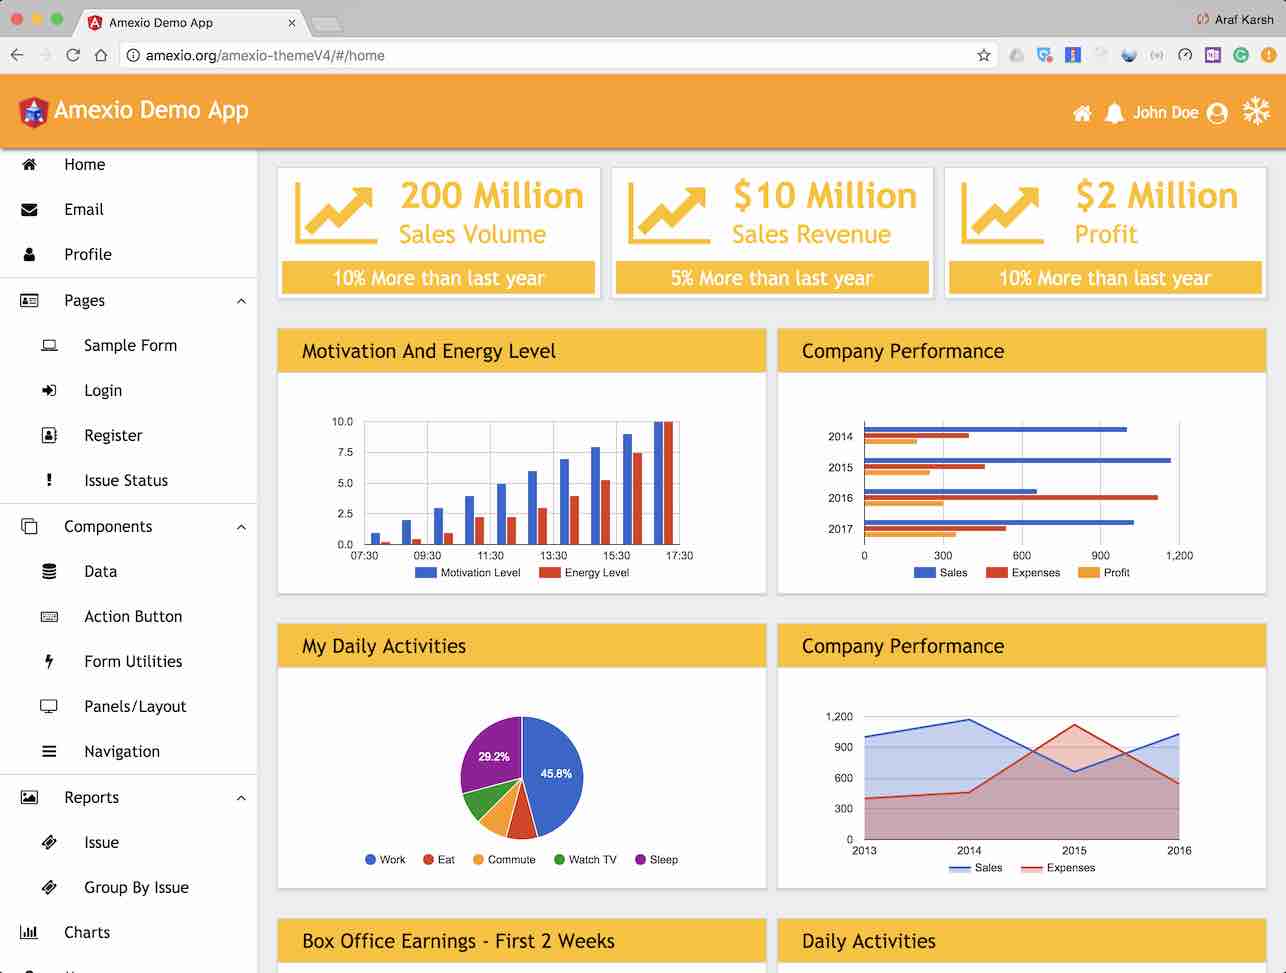 Amexio Demo App
Araf Karsh
amexio.org/amexio-themeV4/#/home
Amexio Demo App
John Doe
Home
Email
Profile
Pages
Sample Form
Login
Register
Issue Status
Components
Data
Action Button
Form Utilities
Panels/Layout
Navigation
Reports
Issue
Group By Issue
Charts
200 Million
Sales Volume
10% More than last year
$10 Million
Sales Revenue
5% More than last year
$2 Million
Profit
10% More than last year
Motivation And Energy Level
10.0
7.5
5.0
2.5
0.0
07:30 09:30 11:30 13:30 15:30 17:30
Motivation Level Energy Level
Company Performance
2014
2015
2016
2017
0 300 600 900 1,200
Sales Expenses Profit
My Daily Activities
29.2%
45.8%
Work Eat Commute Watch TV Sleep
Company Performance
1,200
900
600
300
0
2013 2014 2015 2016
Sales Expenses
Box Office Earnings - First 2 Weeks
Daily Activities